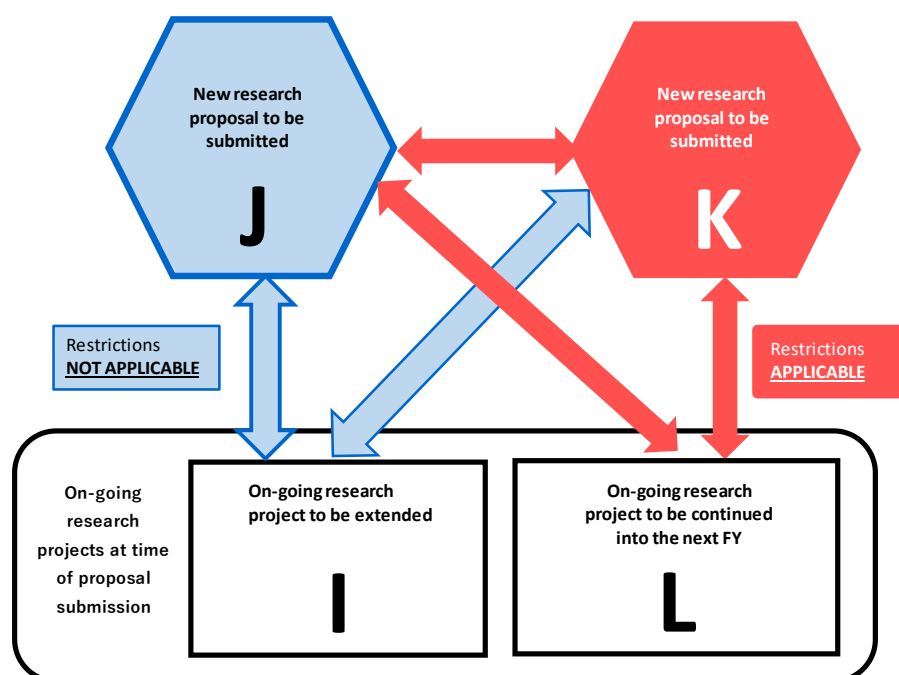 New research
proposal to be
submitted
J
New research
proposal to be
submitted
K
Restrictions
NOT APPLICABLE
Restrictions
APPLICABLE
On-going
research
projects at time
of proposal
submission
On-going research
project to be extended
I
On-going research
project to be continued
into the next FY
L